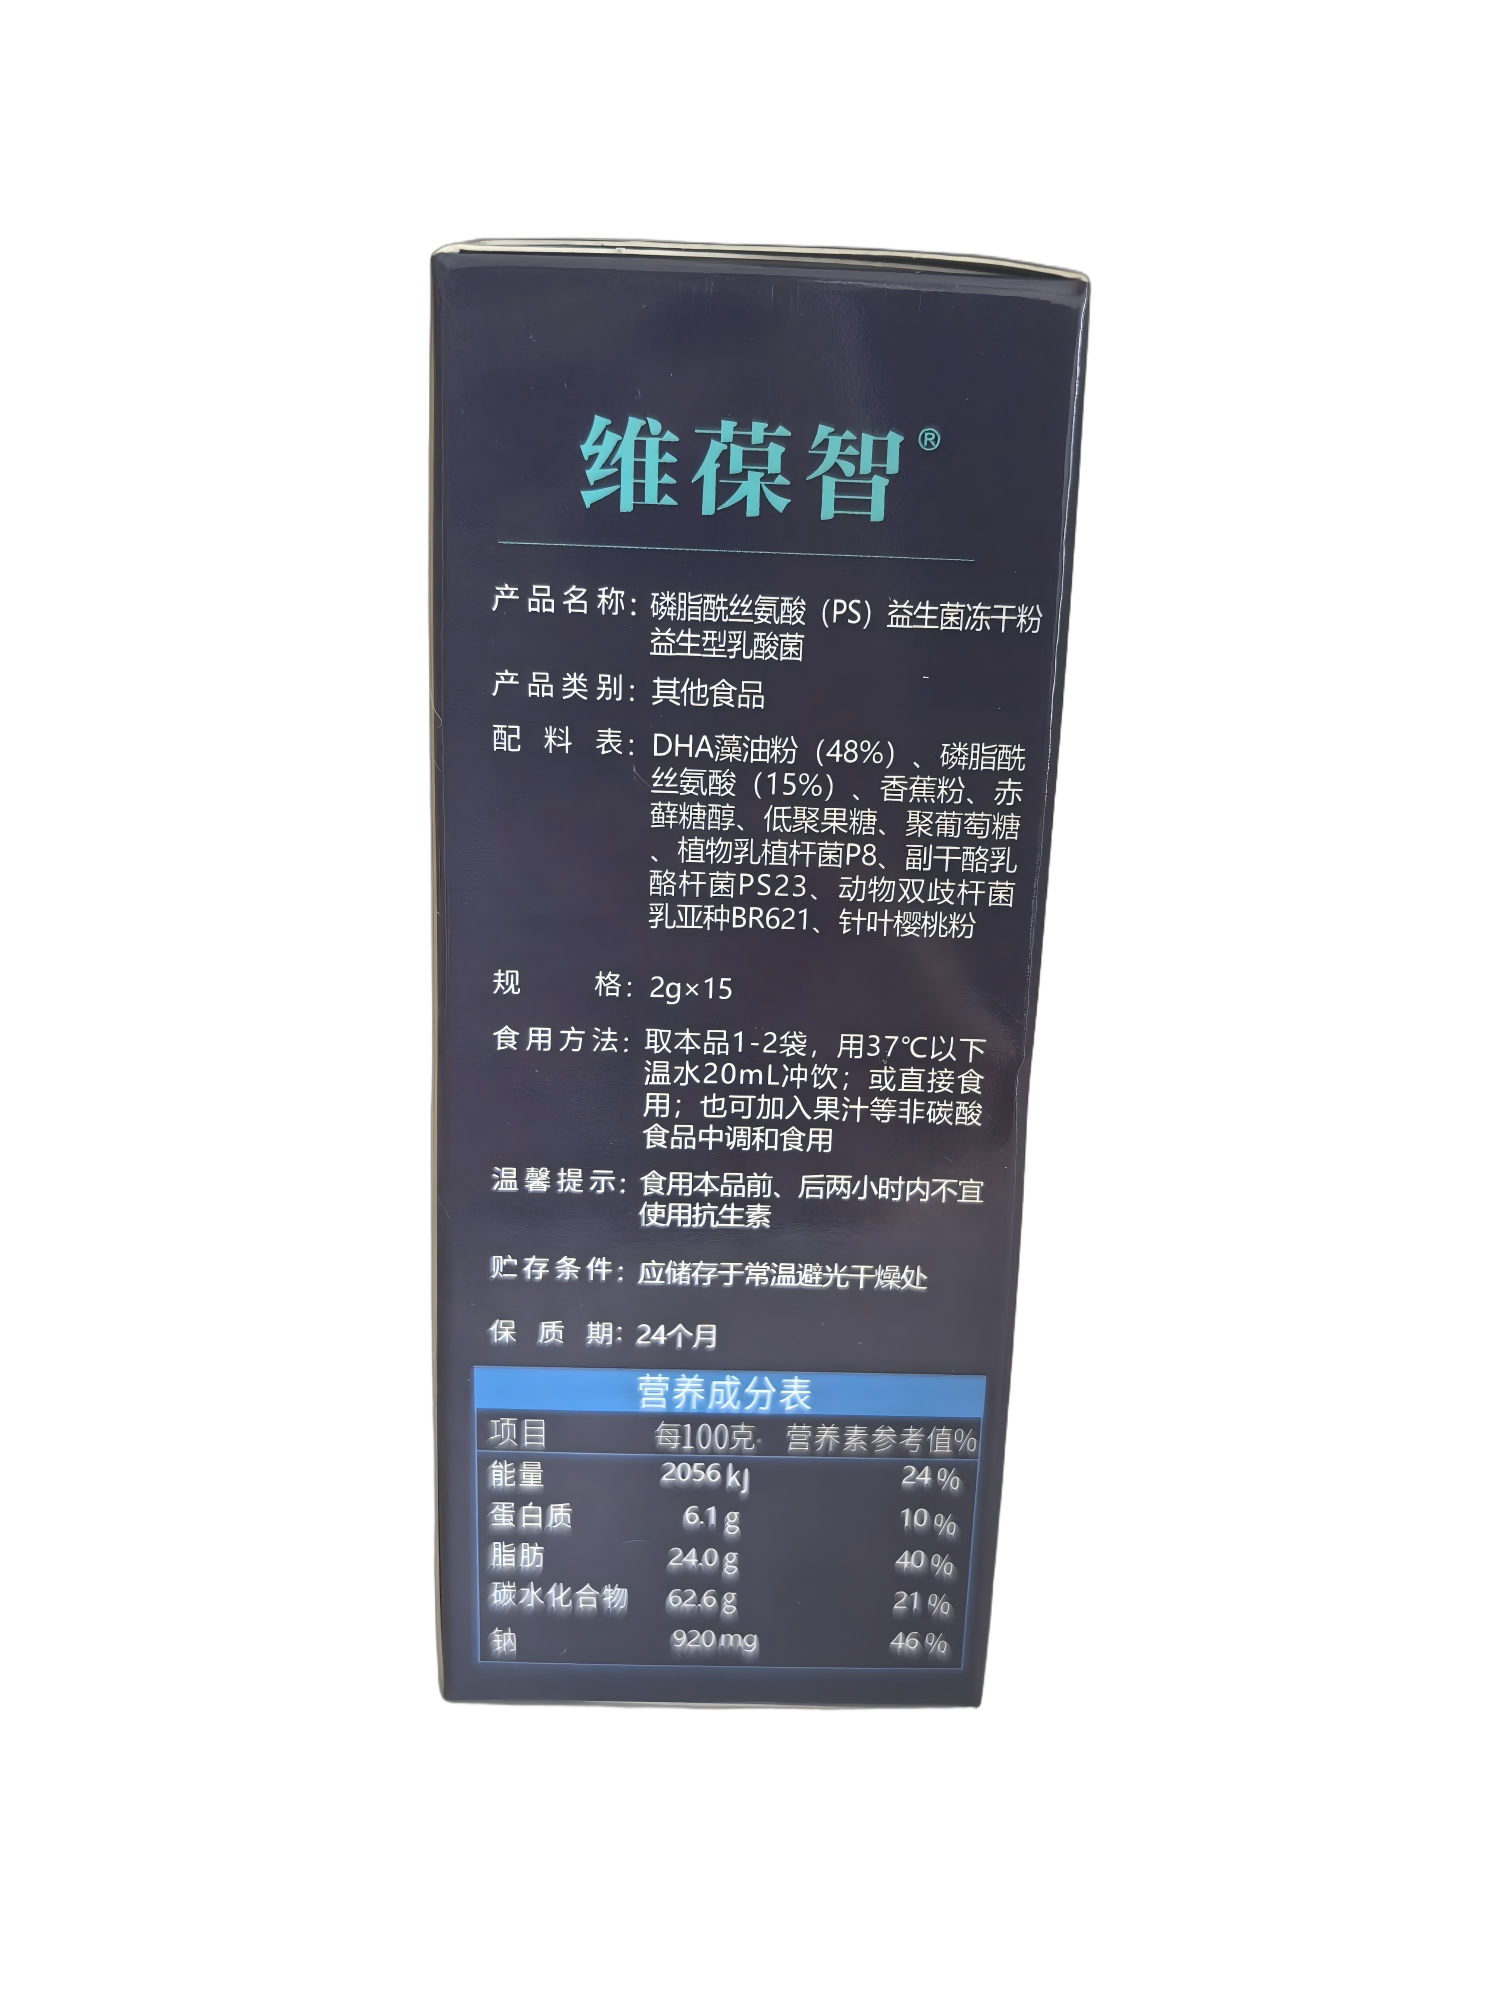 维葆智®
产品名称：磷脂酰丝氨酸（PS）益生菌冻干粉
益生型乳酸菌
产品类别：其他食品
配料表：DHA藻油粉（48%）、磷脂酰
丝氨酸（15%）、香蕉粉、赤
藓糖醇、低聚果糖、聚葡萄糖
、植物乳植杆菌P8、副干酪乳
酪杆菌PS23、动物双歧杆菌
乳亚种BR621、针叶樱桃粉
规格：2g×15
食用方法：取本品1-2袋，用37℃以下
温水20mL冲饮；或直接食
用；也可加入果汁等非碳酸
食品中调和食用
温馨提示：食用本品前、后两小时内不宜
使用抗生素
贮存条件：应储存于常温避光干燥处
保质期：24个月
营养成分表
项目 每100克 营养素参考值%
能量 2056kJ 24%
蛋白质 6.1g 10%
脂肪 24.0g 40%
碳水化合物 62.6g 21%
钠 920mg 46%